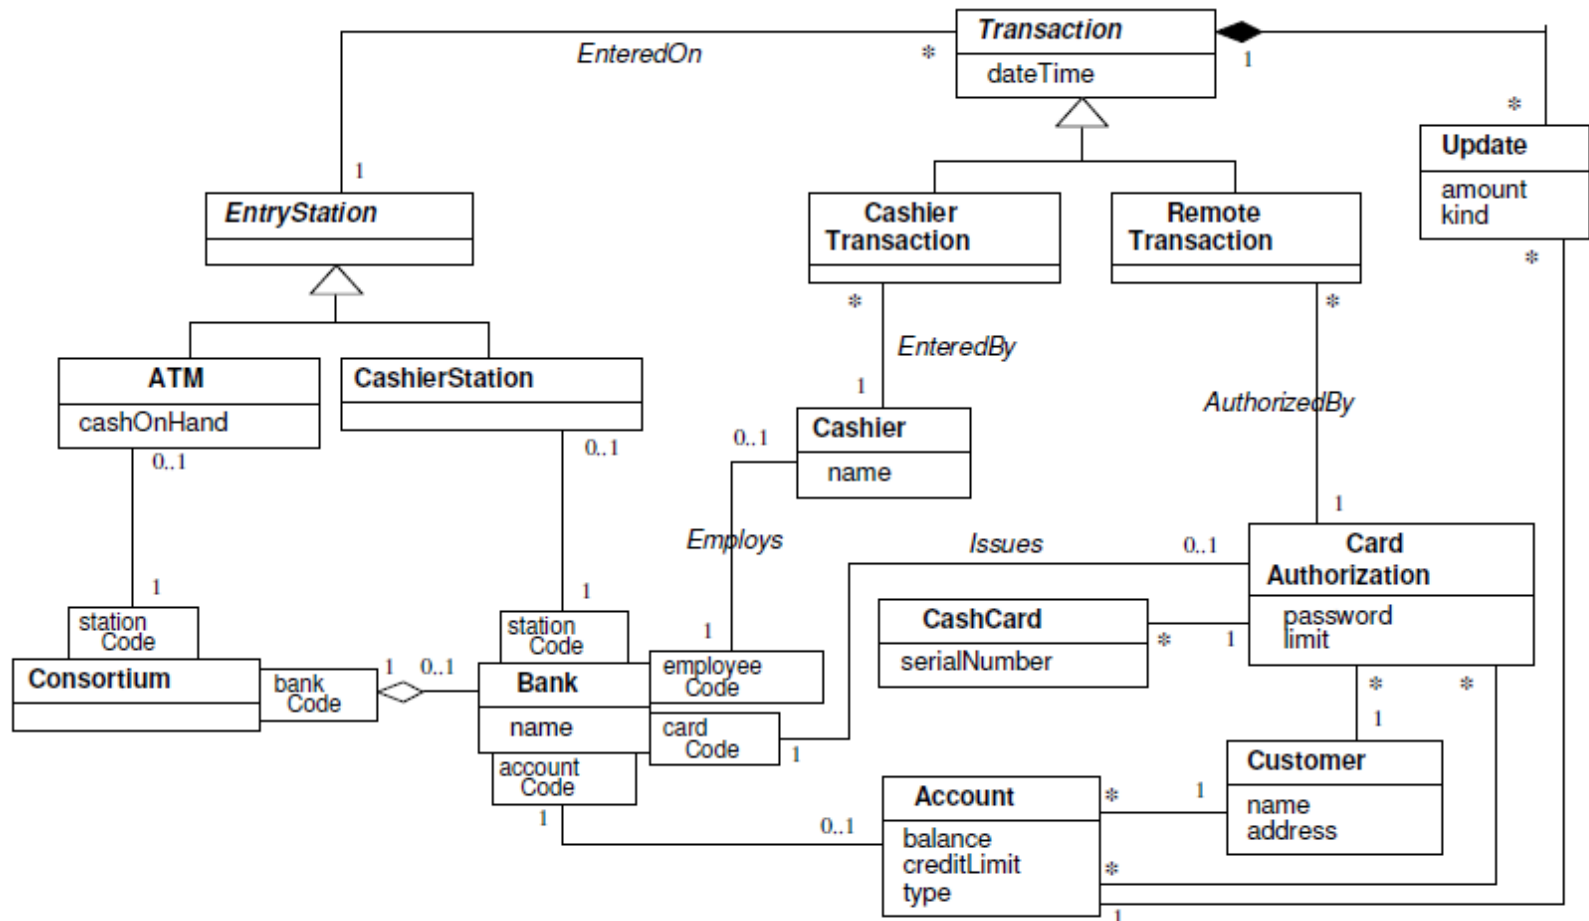 Transaction
dateTime
EnteredOn
*
1
*
1
EntryStation
Cashier
Transaction
Remote
Transaction
Update
amount
kind
*
*
*
EnteredBy
1
AuthorizedBy
1
ATM
cashOnHand
CashierStation
0..1
0..1
Cashier
name
0..1
Employs
Issues
0..1
Card
Authorization
password
limit
CashCard
serialNumber
*
1
1
1
1
station
Code
station
Code
Consortium
bank
Code
1
0..1
Bank
name
employee
Code
card
Code
1
account
Code
1
*
*
1
Customer
name
address
Account
balance
creditLimit
type
0..1
*
1
*
1